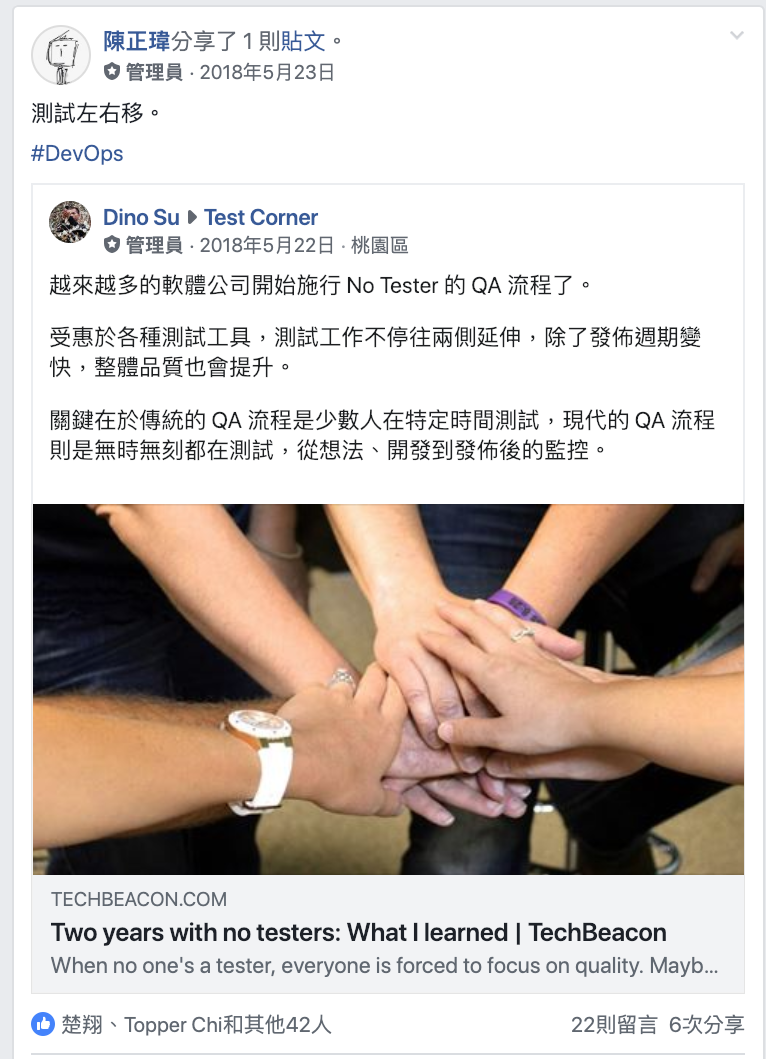 陳正瑋分享了 1 則貼文。
管理員 · 2018年5月23日
測試左右移。
#DevOps
Dino Su ▶ Test Corner
管理員 · 2018年5月22日 · 桃園區
越來越多的軟體公司開始施行 No Tester 的 QA 流程了。
受惠於各種測試工具，測試工作不停往兩側延伸，除了發佈週期變
快，整體品質也會提升。
關鍵在於傳統的 QA 流程是少數人在特定時間測試，現代的 QA 流程
則是無時無刻都在測試，從想法、開發到發佈後的監控。
TECHBEACON.COM
Two years with no testers: What I learned | TechBeacon
When no one's a tester, everyone is forced to focus on quality. Mayb...
楚翔、Topper Chi和其他42人
22則留言 6次分享